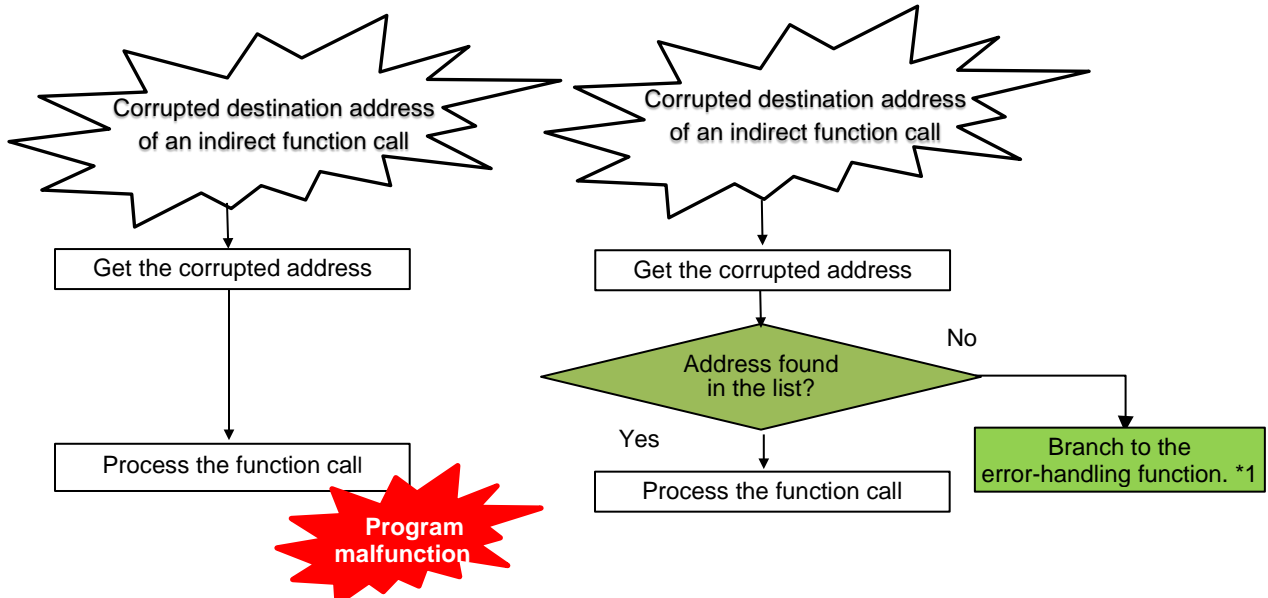 Corrupted destination address
of an indirect function call
Get the corrupted address
Process the function call
Program
malfunction
Corrupted destination address
of an indirect function call
Get the corrupted address
Address found
in the list?
No
Yes
Branch to the
error-handling function. *1
Process the function call